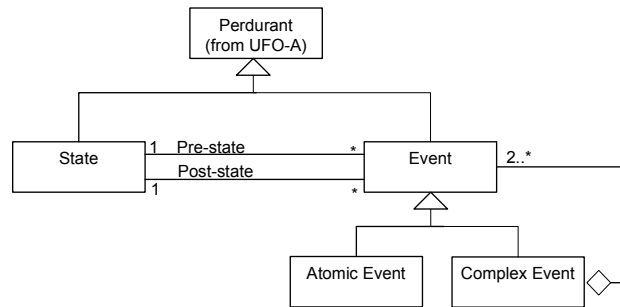 Perdurant
(from UFO-A)
State
1 Pre-state *
Event
2..*
Post-state
1 *
Atomic Event
Complex Event